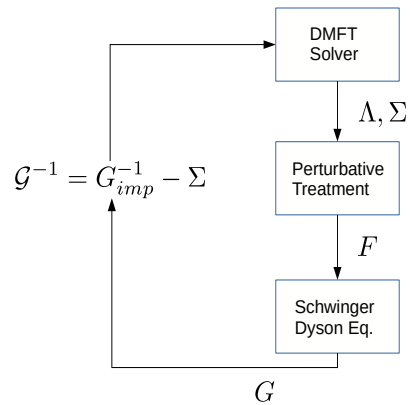 DMFT
Solver
Λ, Σ
Perturbative
Treatment
𝒢⁻¹ = G⁻¹ᵢₘₚ − Σ
F
Schwinger
Dyson Eq.
G